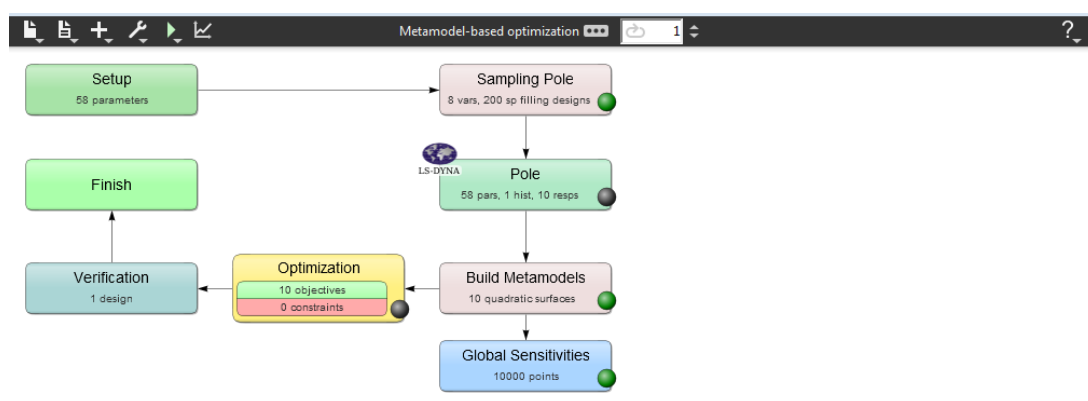 Metamodel-based optimization
1
?
Setup
58 parameters
Sampling Pole
8 vars, 200 sp filling designs
LS-DYNA
Pole
58 pars, 1 hist, 10 resps
Finish
Verification
1 design
Optimization
10 objectives
0 constraints
Build Metamodels
10 quadratic surfaces
Global Sensitivities
10000 points